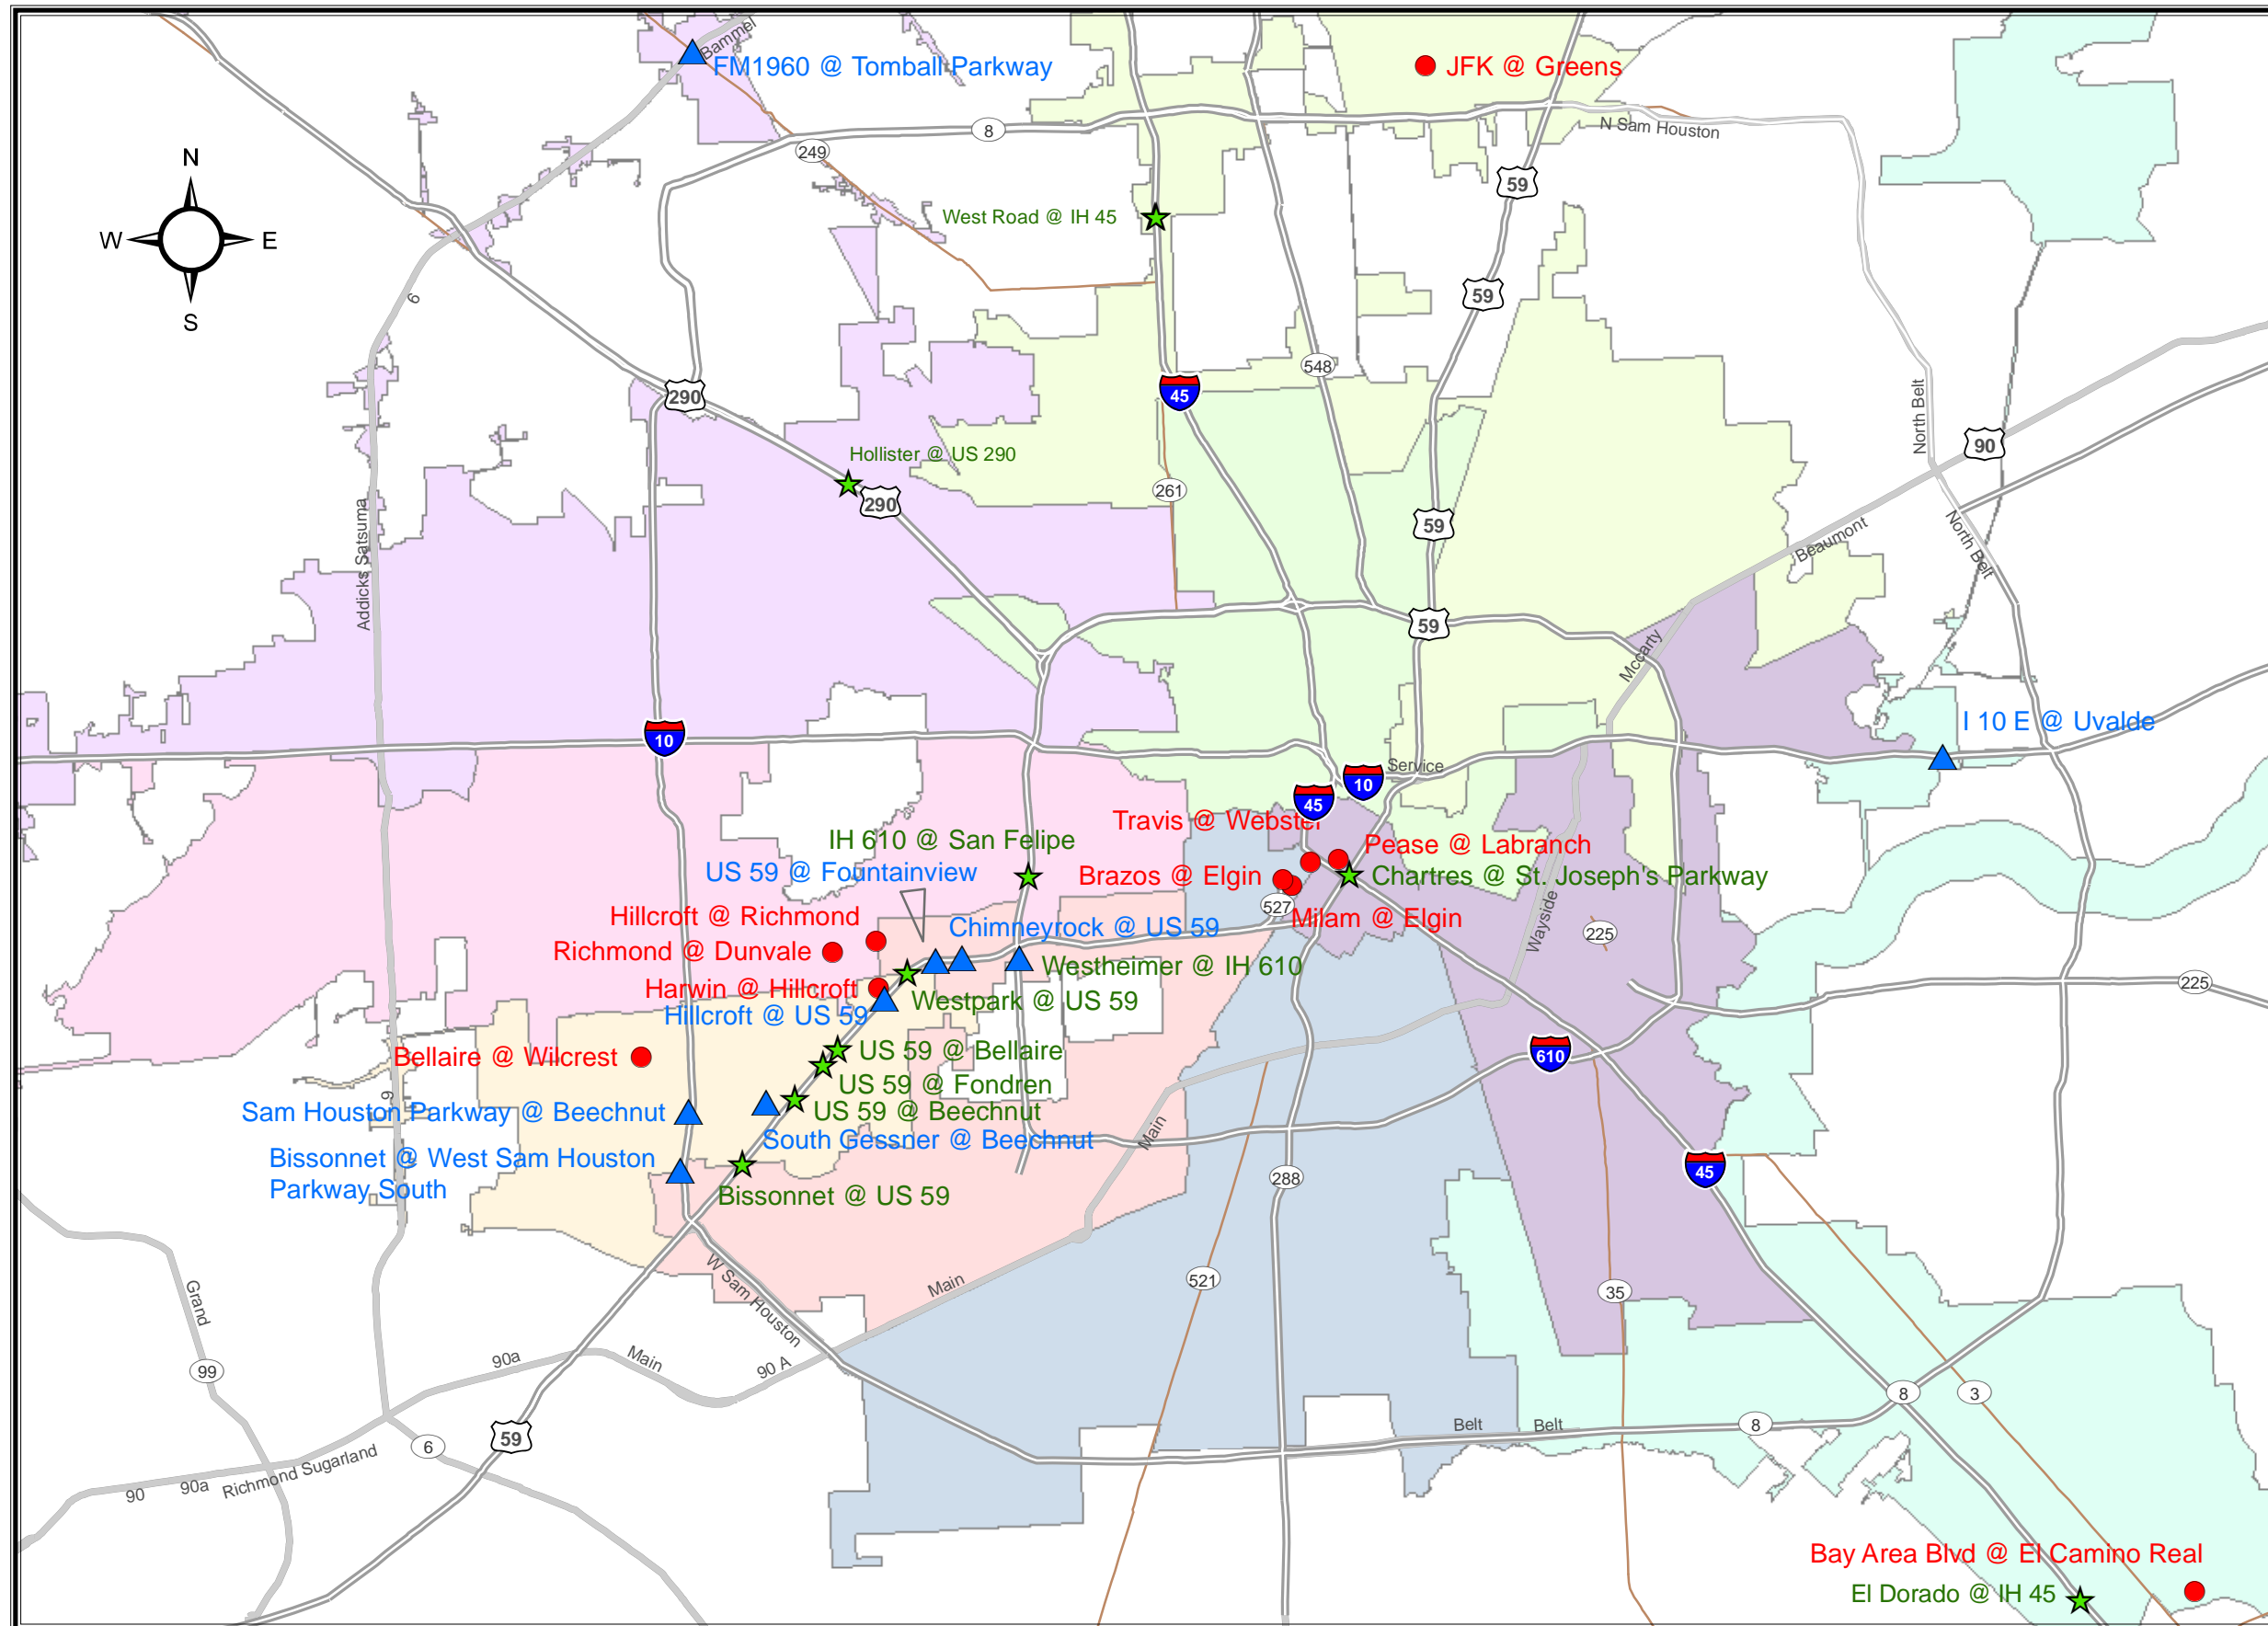 Bammel
FM1960 @ Tomball Parkway
JFK @ Greens
8
N Sam Houston
249
N
W
E
S
59
West Road @ IH 45
6
59
548
290
45
North Belt
90
Hollister @ US 290
261
290
59
Addicks Satsuma
Beaumont
North Belt
59
Mccarty
I 10 E @ Uvalde
10
Service
10
45
Travis @ Webster
IH 610 @ San Felipe
Pease @ Labranch
US 59 @ Fountainview
Brazos @ Elgin
Chartres @ St. Joseph's Parkway
527
Hillcroft @ Richmond
Milam @ Elgin
Chimneyrock @ US 59
Wayside
225
Richmond @ Dunvale
Westheimer @ IH 610
Harwin @ Hillcroft
Westpark @ US 59
225
Hillcroft @ US 59
US 59 @ Bellaire
Bellaire @ Wilcrest
610
US 59 @ Fondren
6
Sam Houston Parkway @ Beechnut
US 59 @ Beechnut
South Gessner @ Beechnut
Main
Bissonnet @ West Sam Houston
Parkway South
45
288
Bissonnet @ US 59
W Sam Houston
Main
521
35
Grand
99
90a
Main
90 A
8
3
Belt
Belt
8
59
6
Richmond Sugarland
90a
90
Bay Area Blvd @ El Camino Real
El Dorado @ IH 45